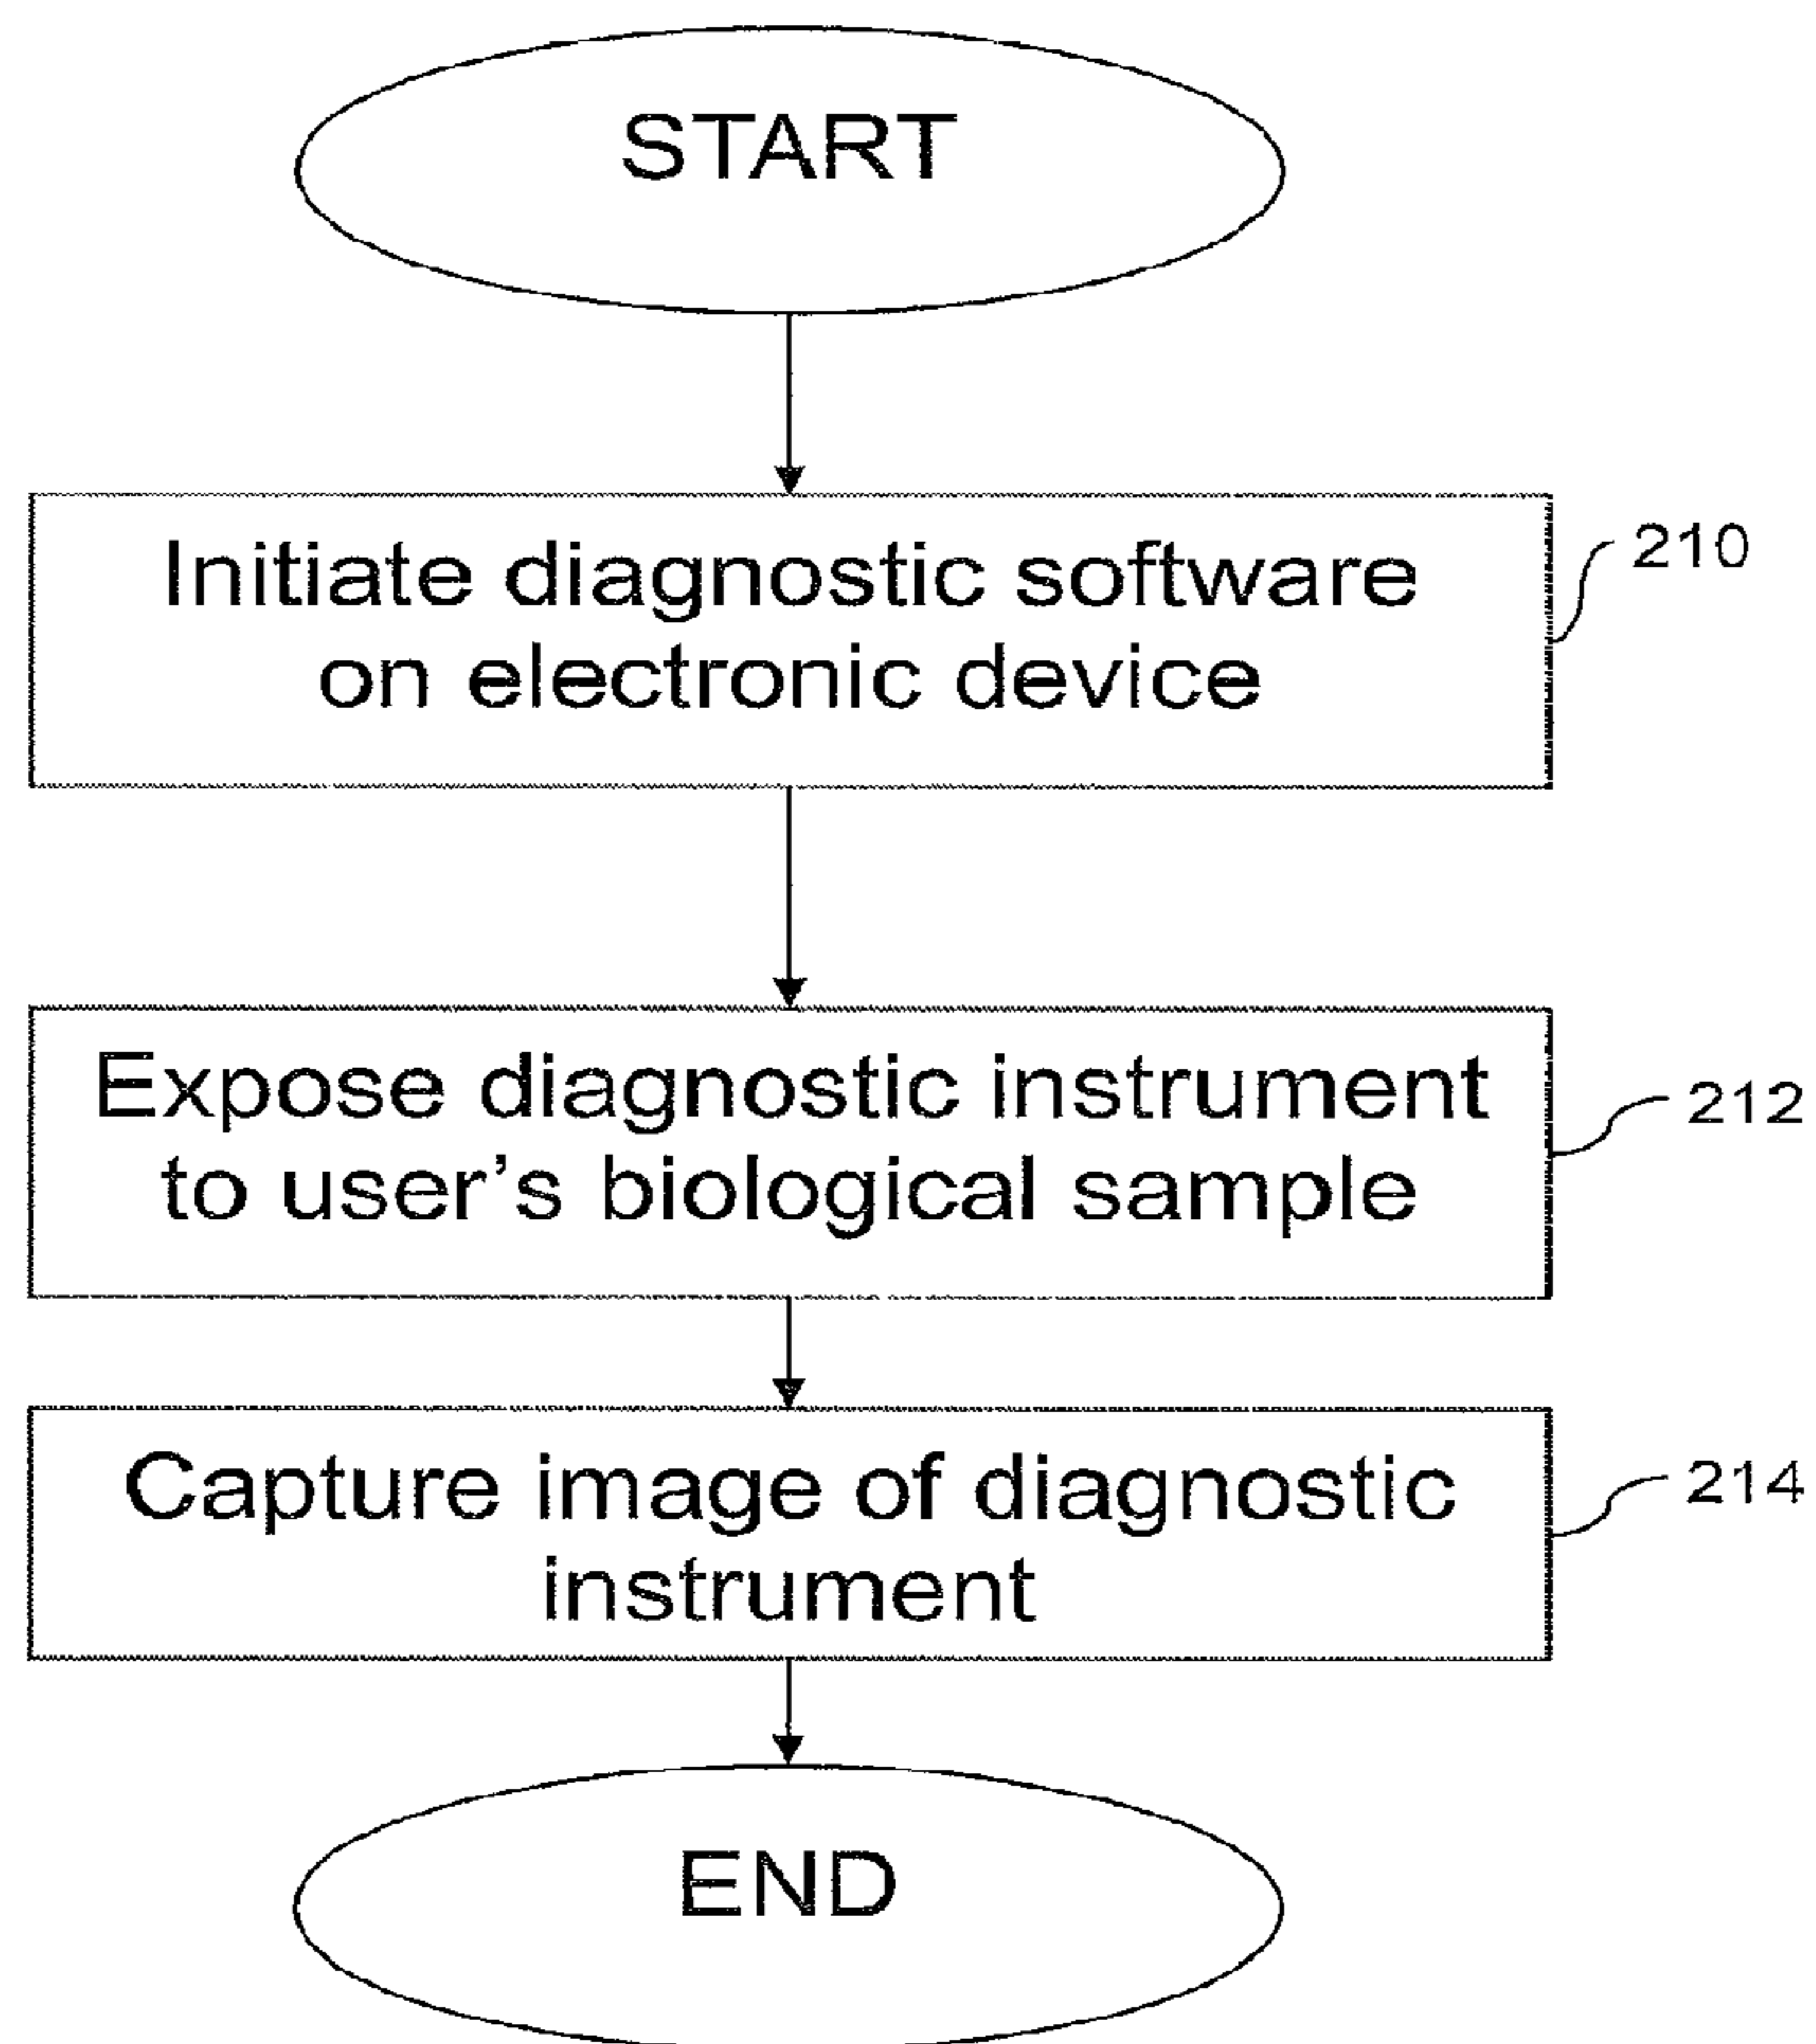 START
Initiate diagnostic software
on electronic device
210
Expose diagnostic instrument
to user’s biological sample
212
Capture image of diagnostic
instrument
214
END